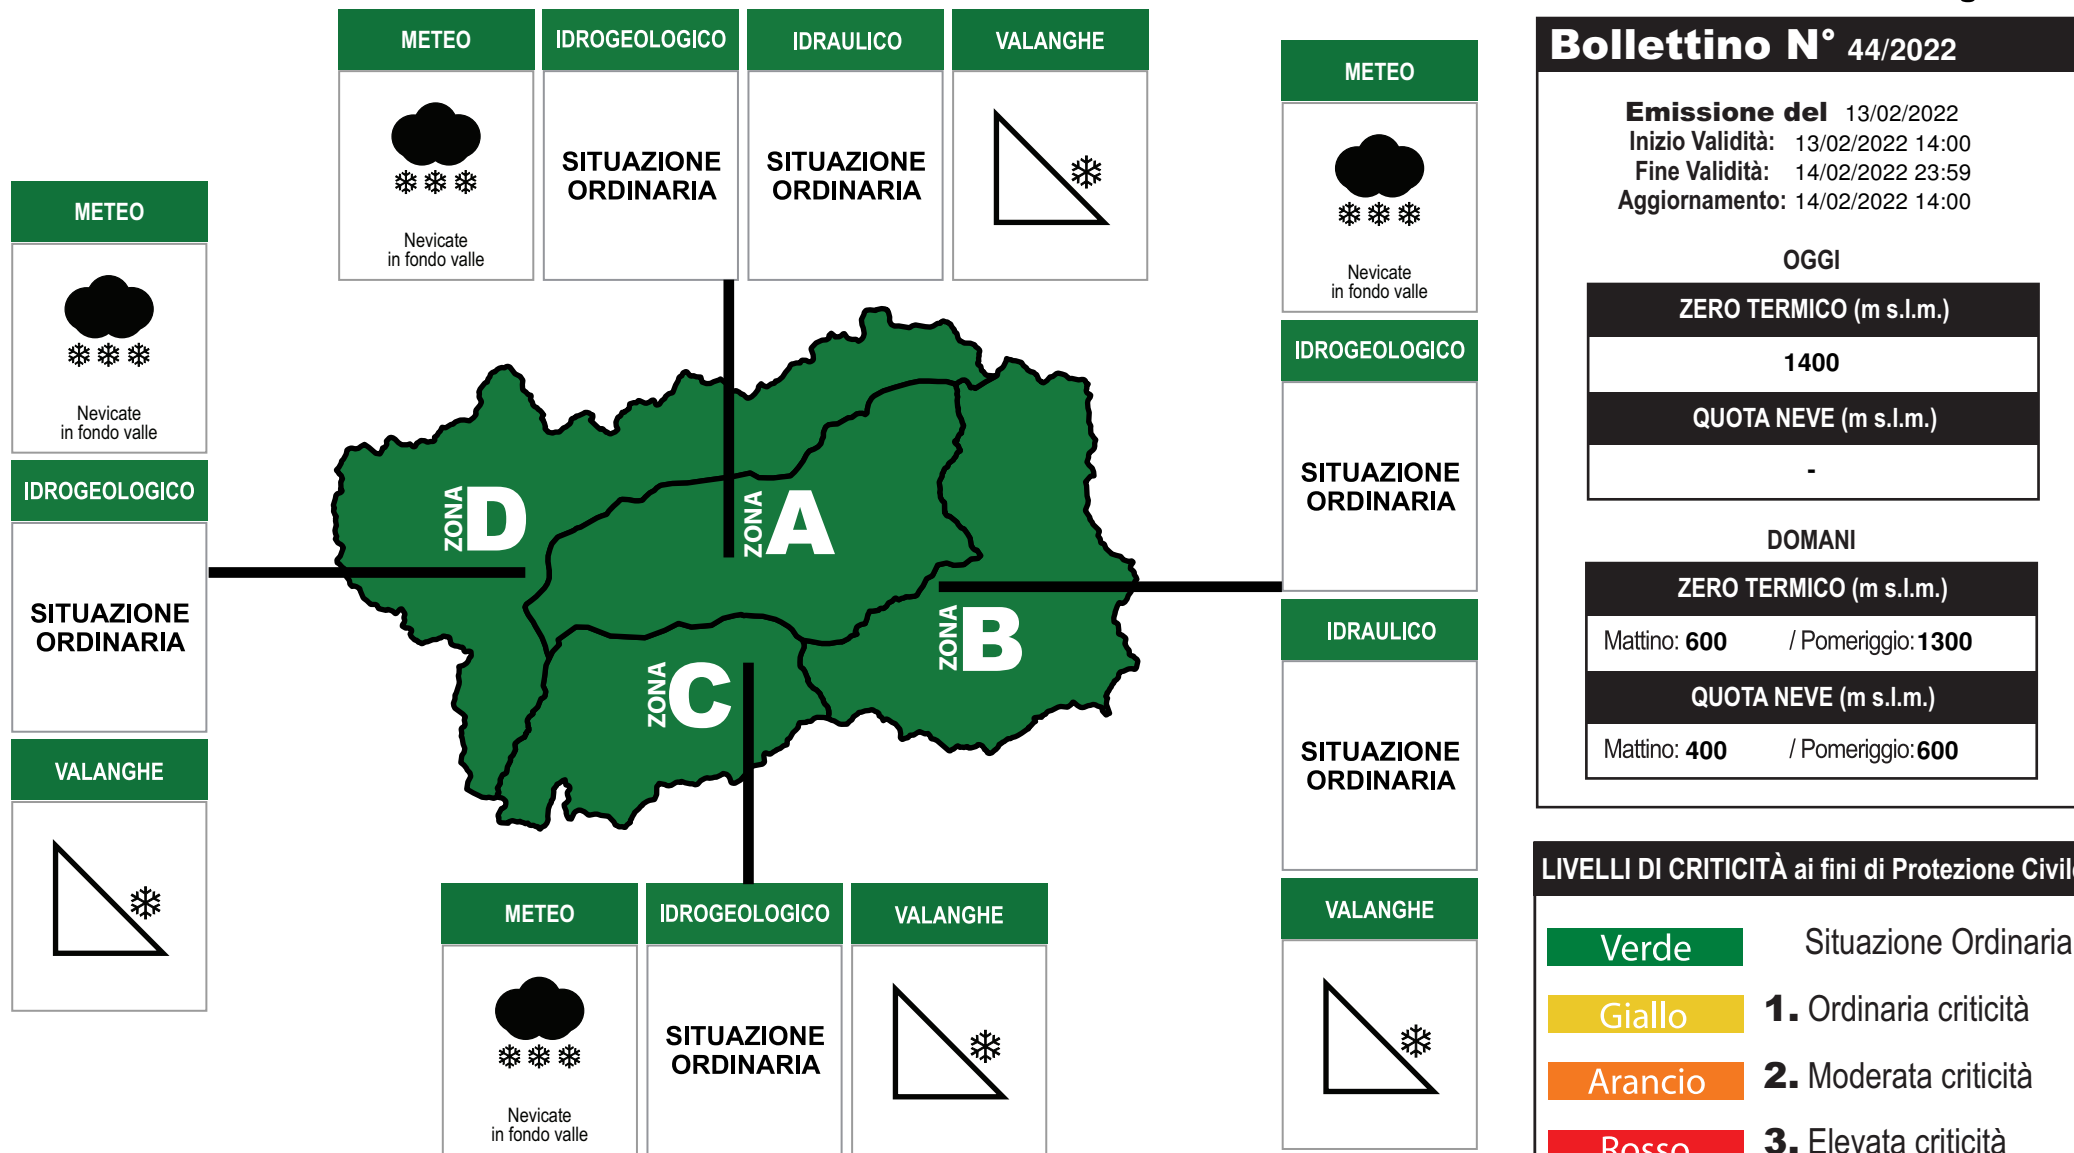 METEO
IDROGEOLOGICO
IDRAULICO
VALANGHE
Nevicate
in fondo valle
SITUAZIONE
ORDINARIA
SITUAZIONE
ORDINARIA
METEO
Nevicate
in fondo valle
IDROGEOLOGICO
SITUAZIONE
ORDINARIA
VALANGHE
METEO
Nevicate
in fondo valle
IDROGEOLOGICO
SITUAZIONE
ORDINARIA
IDRAULICO
SITUAZIONE
ORDINARIA
VALANGHE
ZONA D
ZONA A
ZONA B
ZONA C
METEO
IDROGEOLOGICO
VALANGHE
Nevicate
in fondo valle
SITUAZIONE
ORDINARIA
Bollettino N° 44/2022
Emissione del 13/02/2022
Inizio Validità: 13/02/2022 14:00
Fine Validità: 14/02/2022 23:59
Aggiornamento: 14/02/2022 14:00
OGGI
ZERO TERMICO (m s.l.m.)
1400
QUOTA NEVE (m s.l.m.)
-
DOMANI
ZERO TERMICO (m s.l.m.)
Mattino: 600 / Pomeriggio: 1300
QUOTA NEVE (m s.l.m.)
Mattino: 400 / Pomeriggio: 600
LIVELLI DI CRITICITÀ ai fini di Protezione Civile
Verde Situazione Ordinaria
Giallo 1. Ordinaria criticità
Arancio 2. Moderata criticità
Rosso 3. Elevata criticità